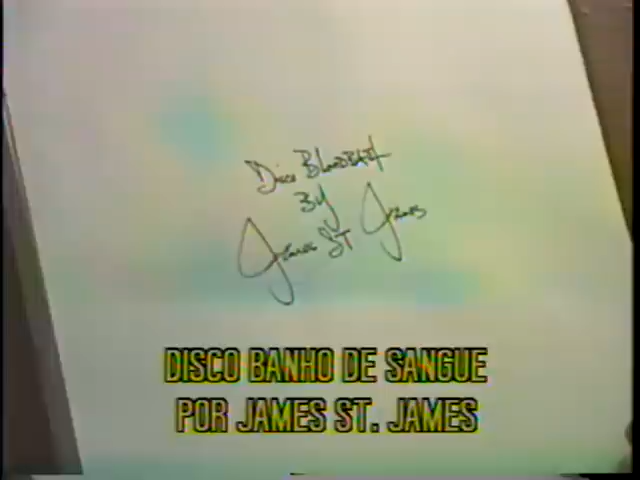 Disco BloodBath
By
James ST James
DISCO BANHO DE SANGUE
POR JAMES ST. JAMES